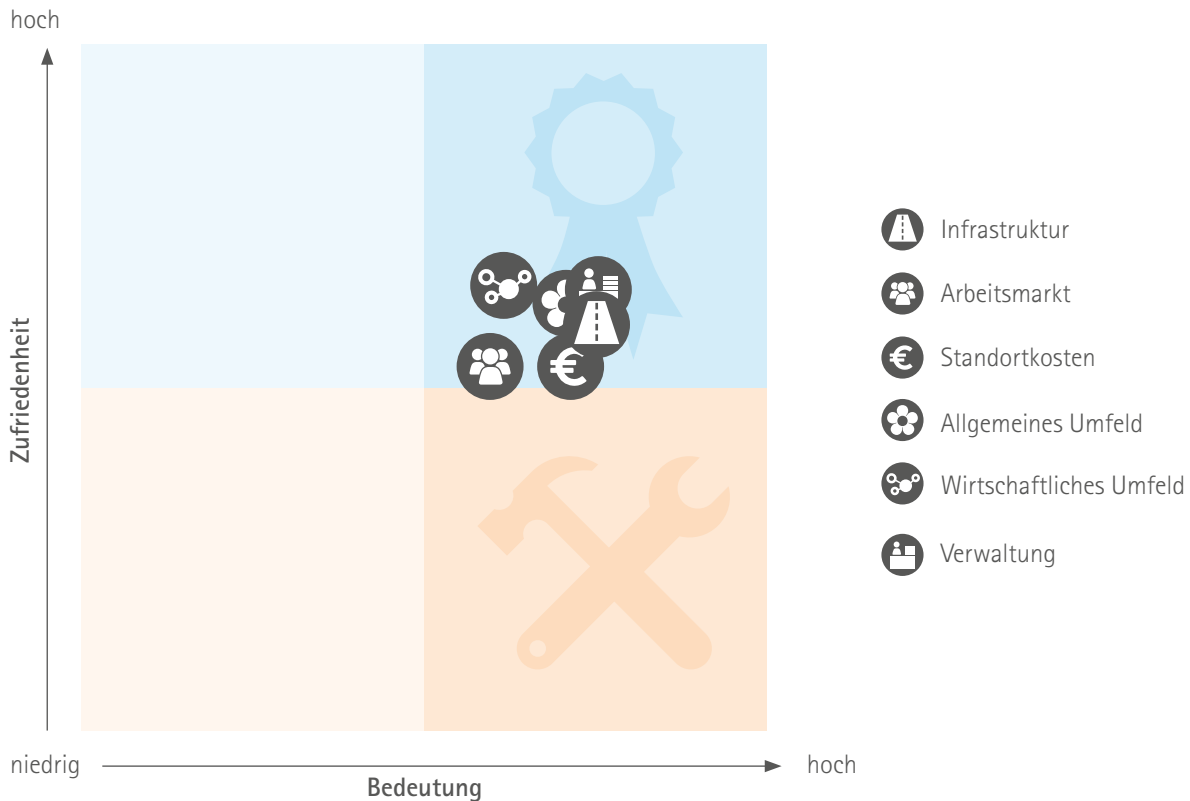 hoch
Zufriedenheit
niedrig
Bedeutung
hoch
Infrastruktur
Arbeitsmarkt
€ Standortkosten
Allgemeines Umfeld
Wirtschaftliches Umfeld
Verwaltung
€